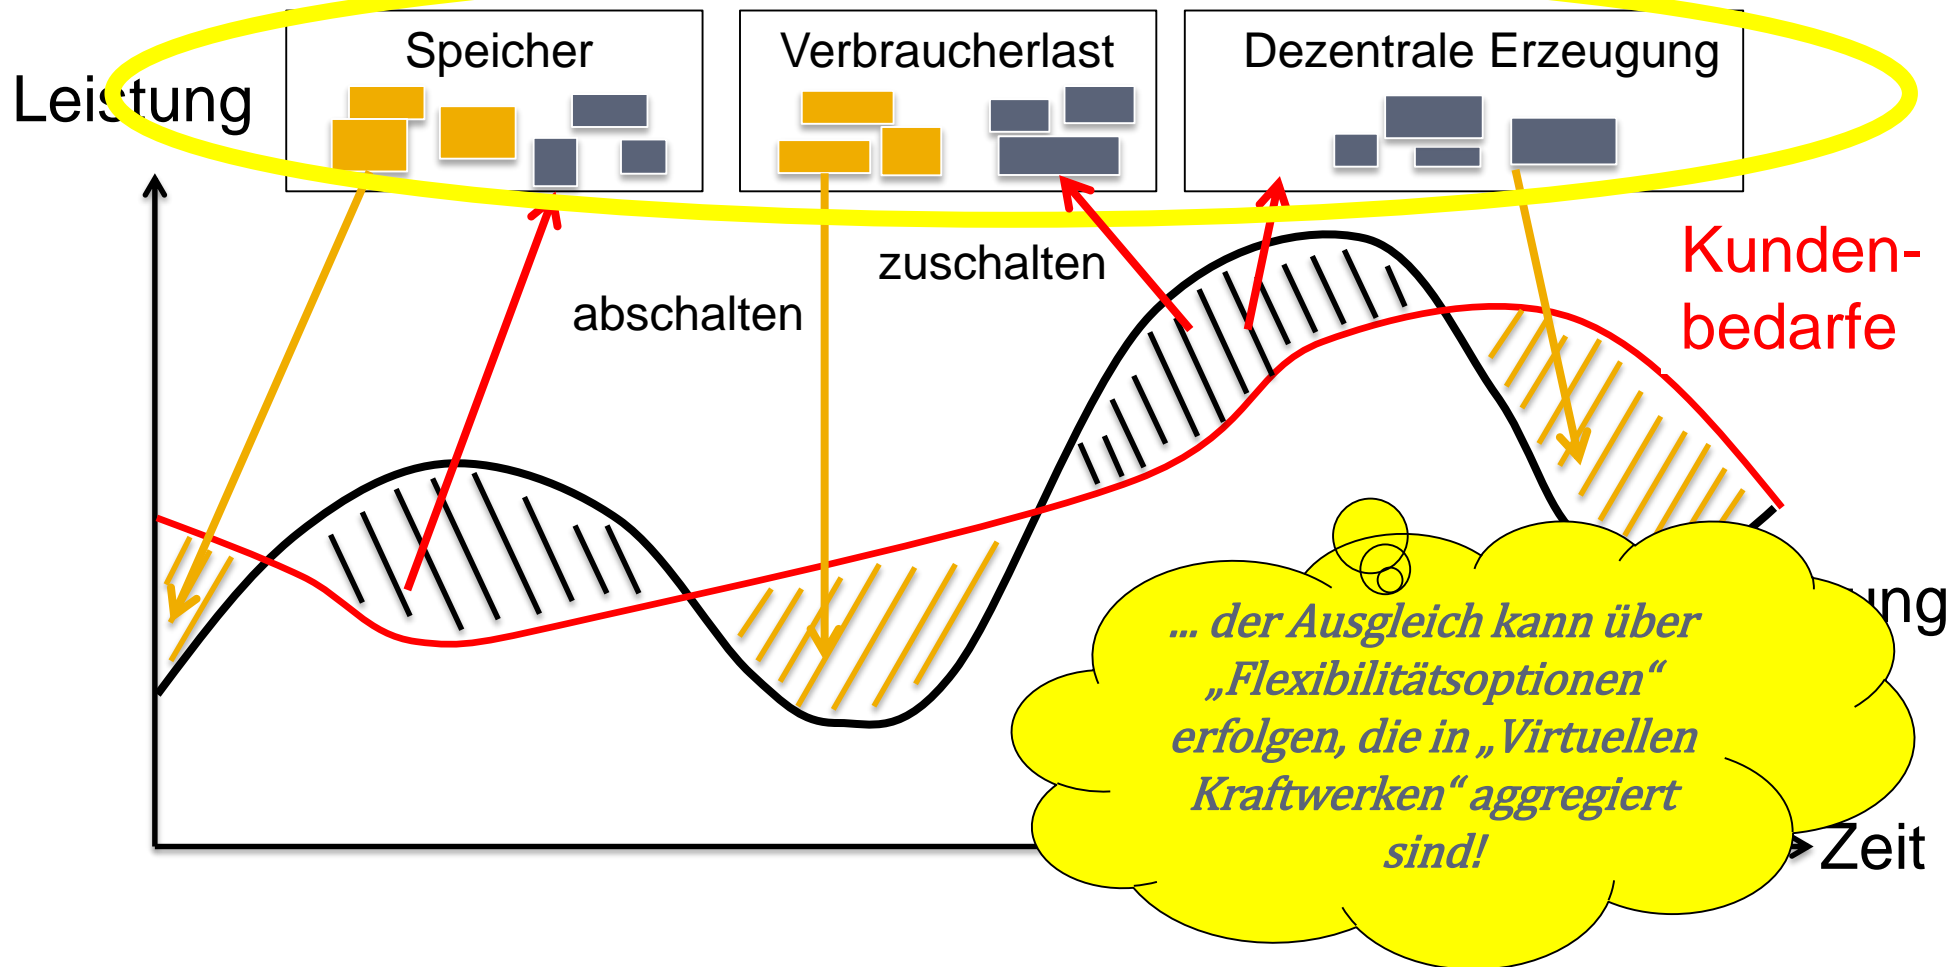 Speicher
Verbraucherlast
Dezentrale Erzeugung
Leistung
zuschalten
abschalten
Kunden-
bedarfe
... der Ausgleich kann über
„Flexibilitätsoptionen“
erfolgen, die in „Virtuellen
Kraftwerken“ aggregiert
sind!
Zeit